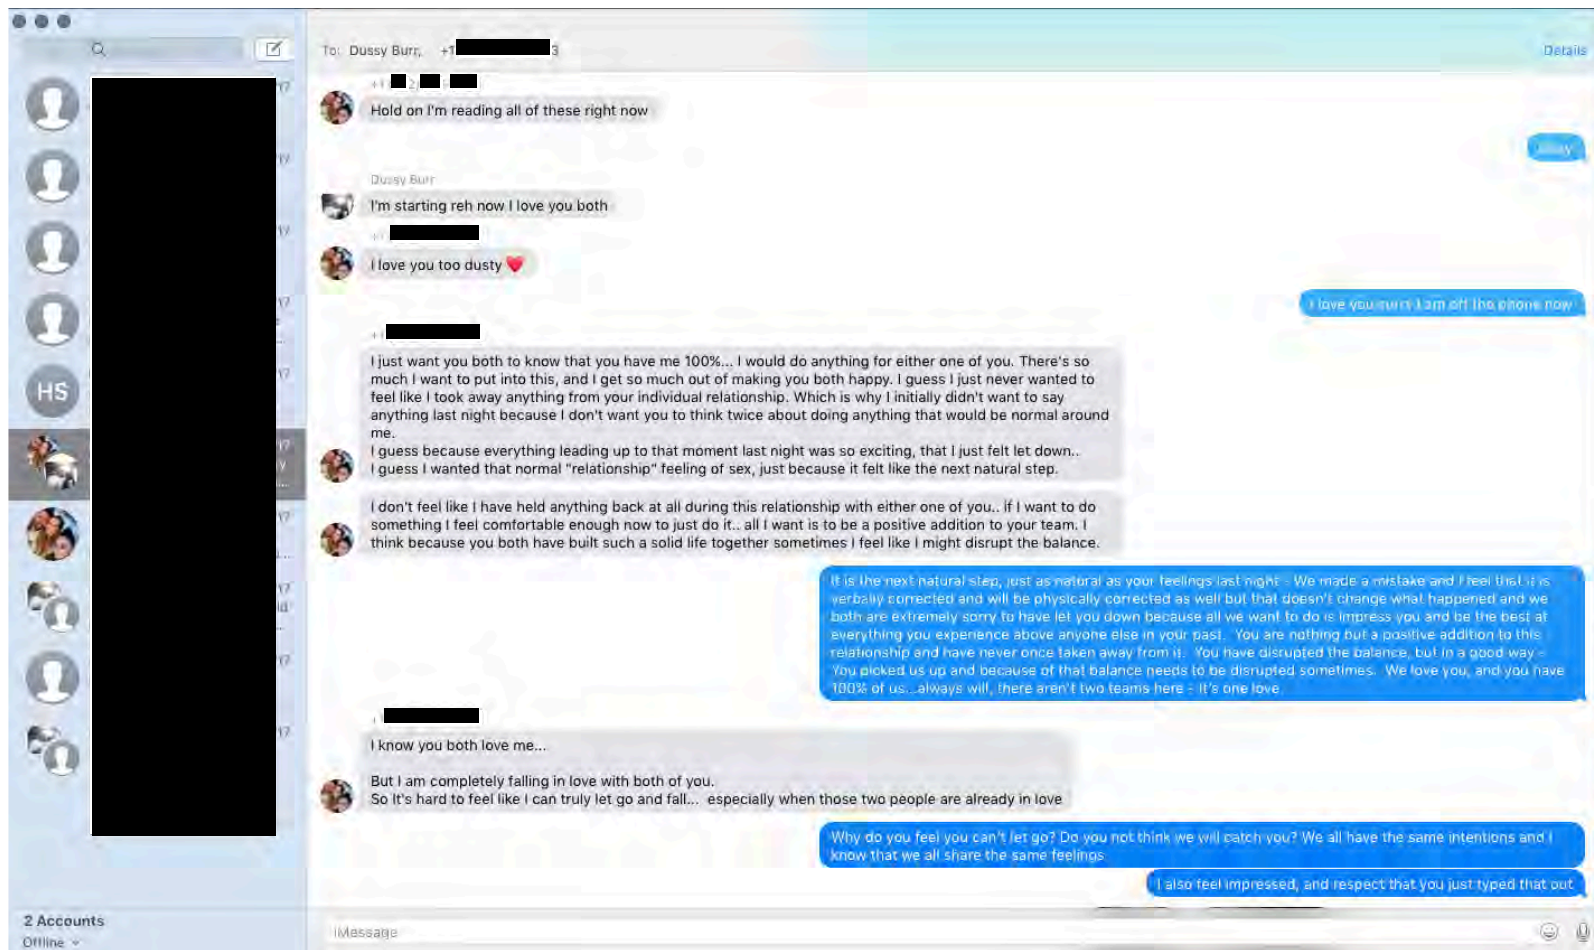 To: Dussy Burr, +1 3
Details
Hold on I'm reading all of these right now
okay
Dussy Burr
I'm starting reh now I love you both
I love you too dusty ❤️
I love you I am off the phone now
I just want you both to know that you have me 100%... I would do anything for either one of you. There's so
much I want to put into this, and I get so much out of making you both happy. I guess I just never wanted to
feel like I took away anything from your individual relationship. Which is why I initially didn't want to say
anything last night because I don't want you to think twice about doing anything that would be normal around
me.
I guess because everything leading up to that moment last night was so exciting, that I just felt let down..
I guess I wanted that normal "relationship" feeling of sex, just because it felt like the next natural step.
I don't feel like I have held anything back at all during this relationship with either one of you.. if I want to do
something I feel comfortable enough now to just do it.. all I want is to be a positive addition to your team. I
think because you both have built such a solid life together sometimes I feel like I might disrupt the balance.
It is the next natural step, just as natural as your feelings last night - We made a mistake and I feel that it is
verbally corrected and will be physically corrected as well but that doesn't change what happened and we
both are extremely sorry to have let you down because all we want to do is impress you and be the best at
everything you experience above anyone else in your past. You are nothing but a positive addition to this
relationship and have never once taken away from it. You have disrupted the balance, but in a good way -
You picked us up and because of that balance needs to be disrupted sometimes. We love you, and you have
100% of us...always will, there aren't two teams here - It's one love
I know you both love me...
But I am completely falling in love with both of you.
So It's hard to feel like I can truly let go and fall... especially when those two people are already in love
Why do you feel you can't let go? Do you not think we will catch you? We all have the same intentions and I
know that we all share the same feelings
I also feel impressed, and respect that you just typed that out
HS
2 Accounts
Offline
iMessage